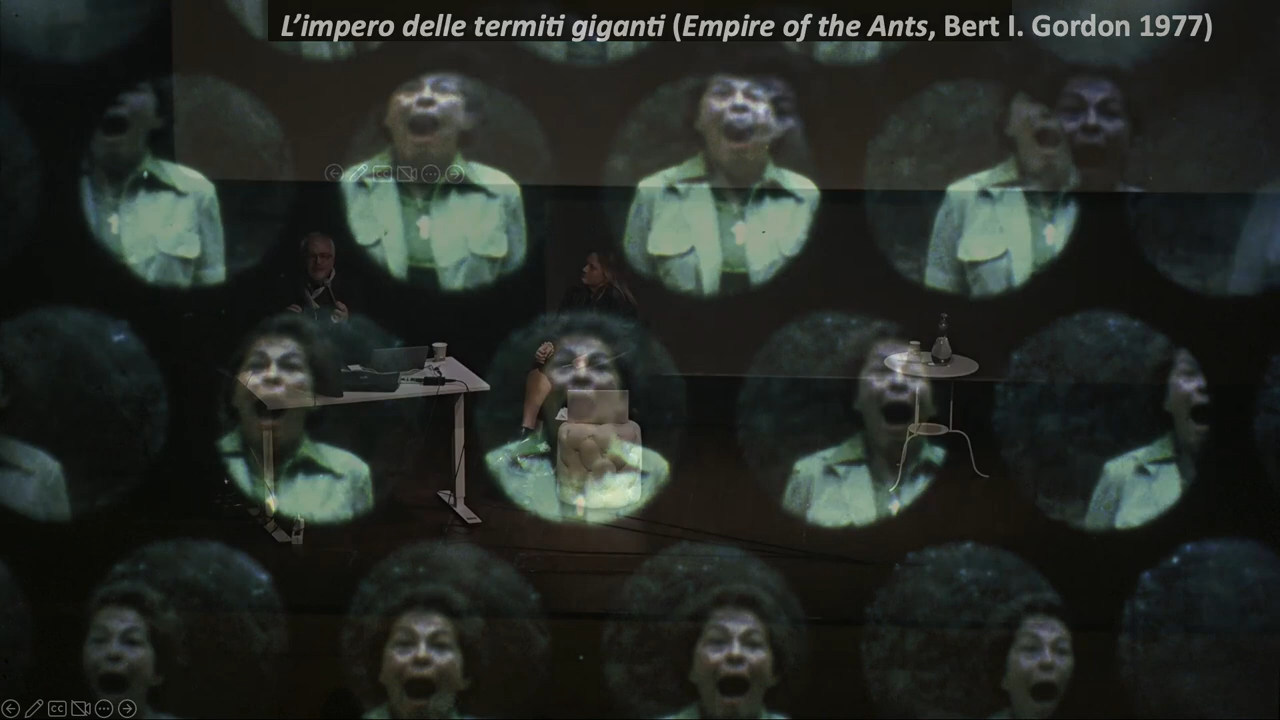 L'impero delle termiti giganti (Empire of the Ants, Bert I. Gordon 1977)